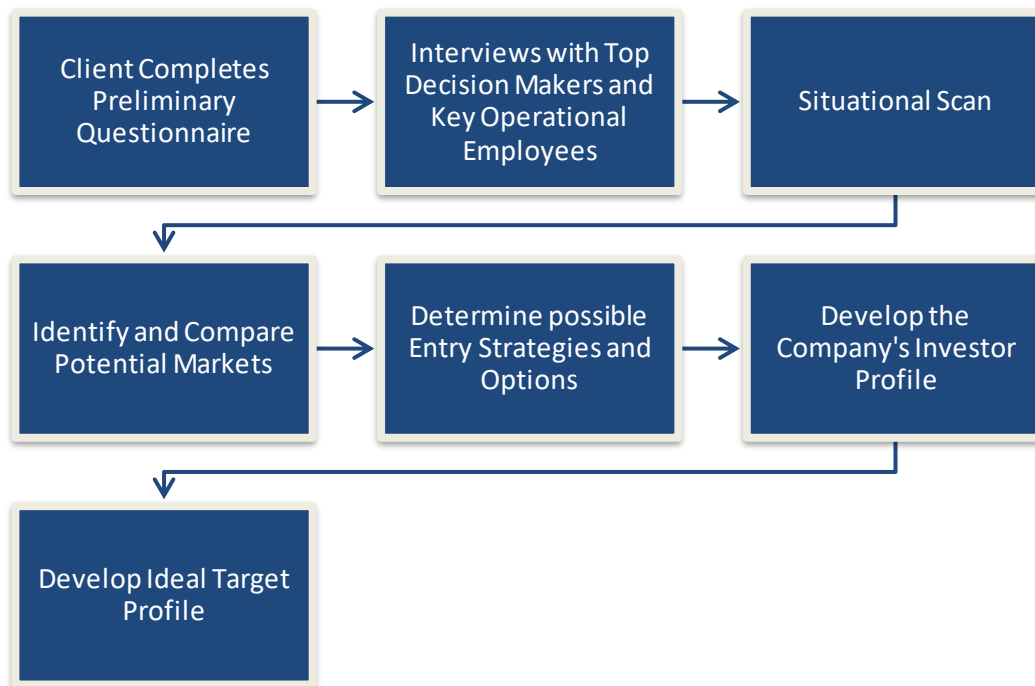 Client Completes
Preliminary
Questionnaire
Interviews with Top
Decision Makers and
Key Operational
Employees
Situational Scan
Identify and Compare
Potential Markets
Determine possible
Entry Strategies and
Options
Develop the
Company's Investor
Profile
Develop Ideal Target
Profile